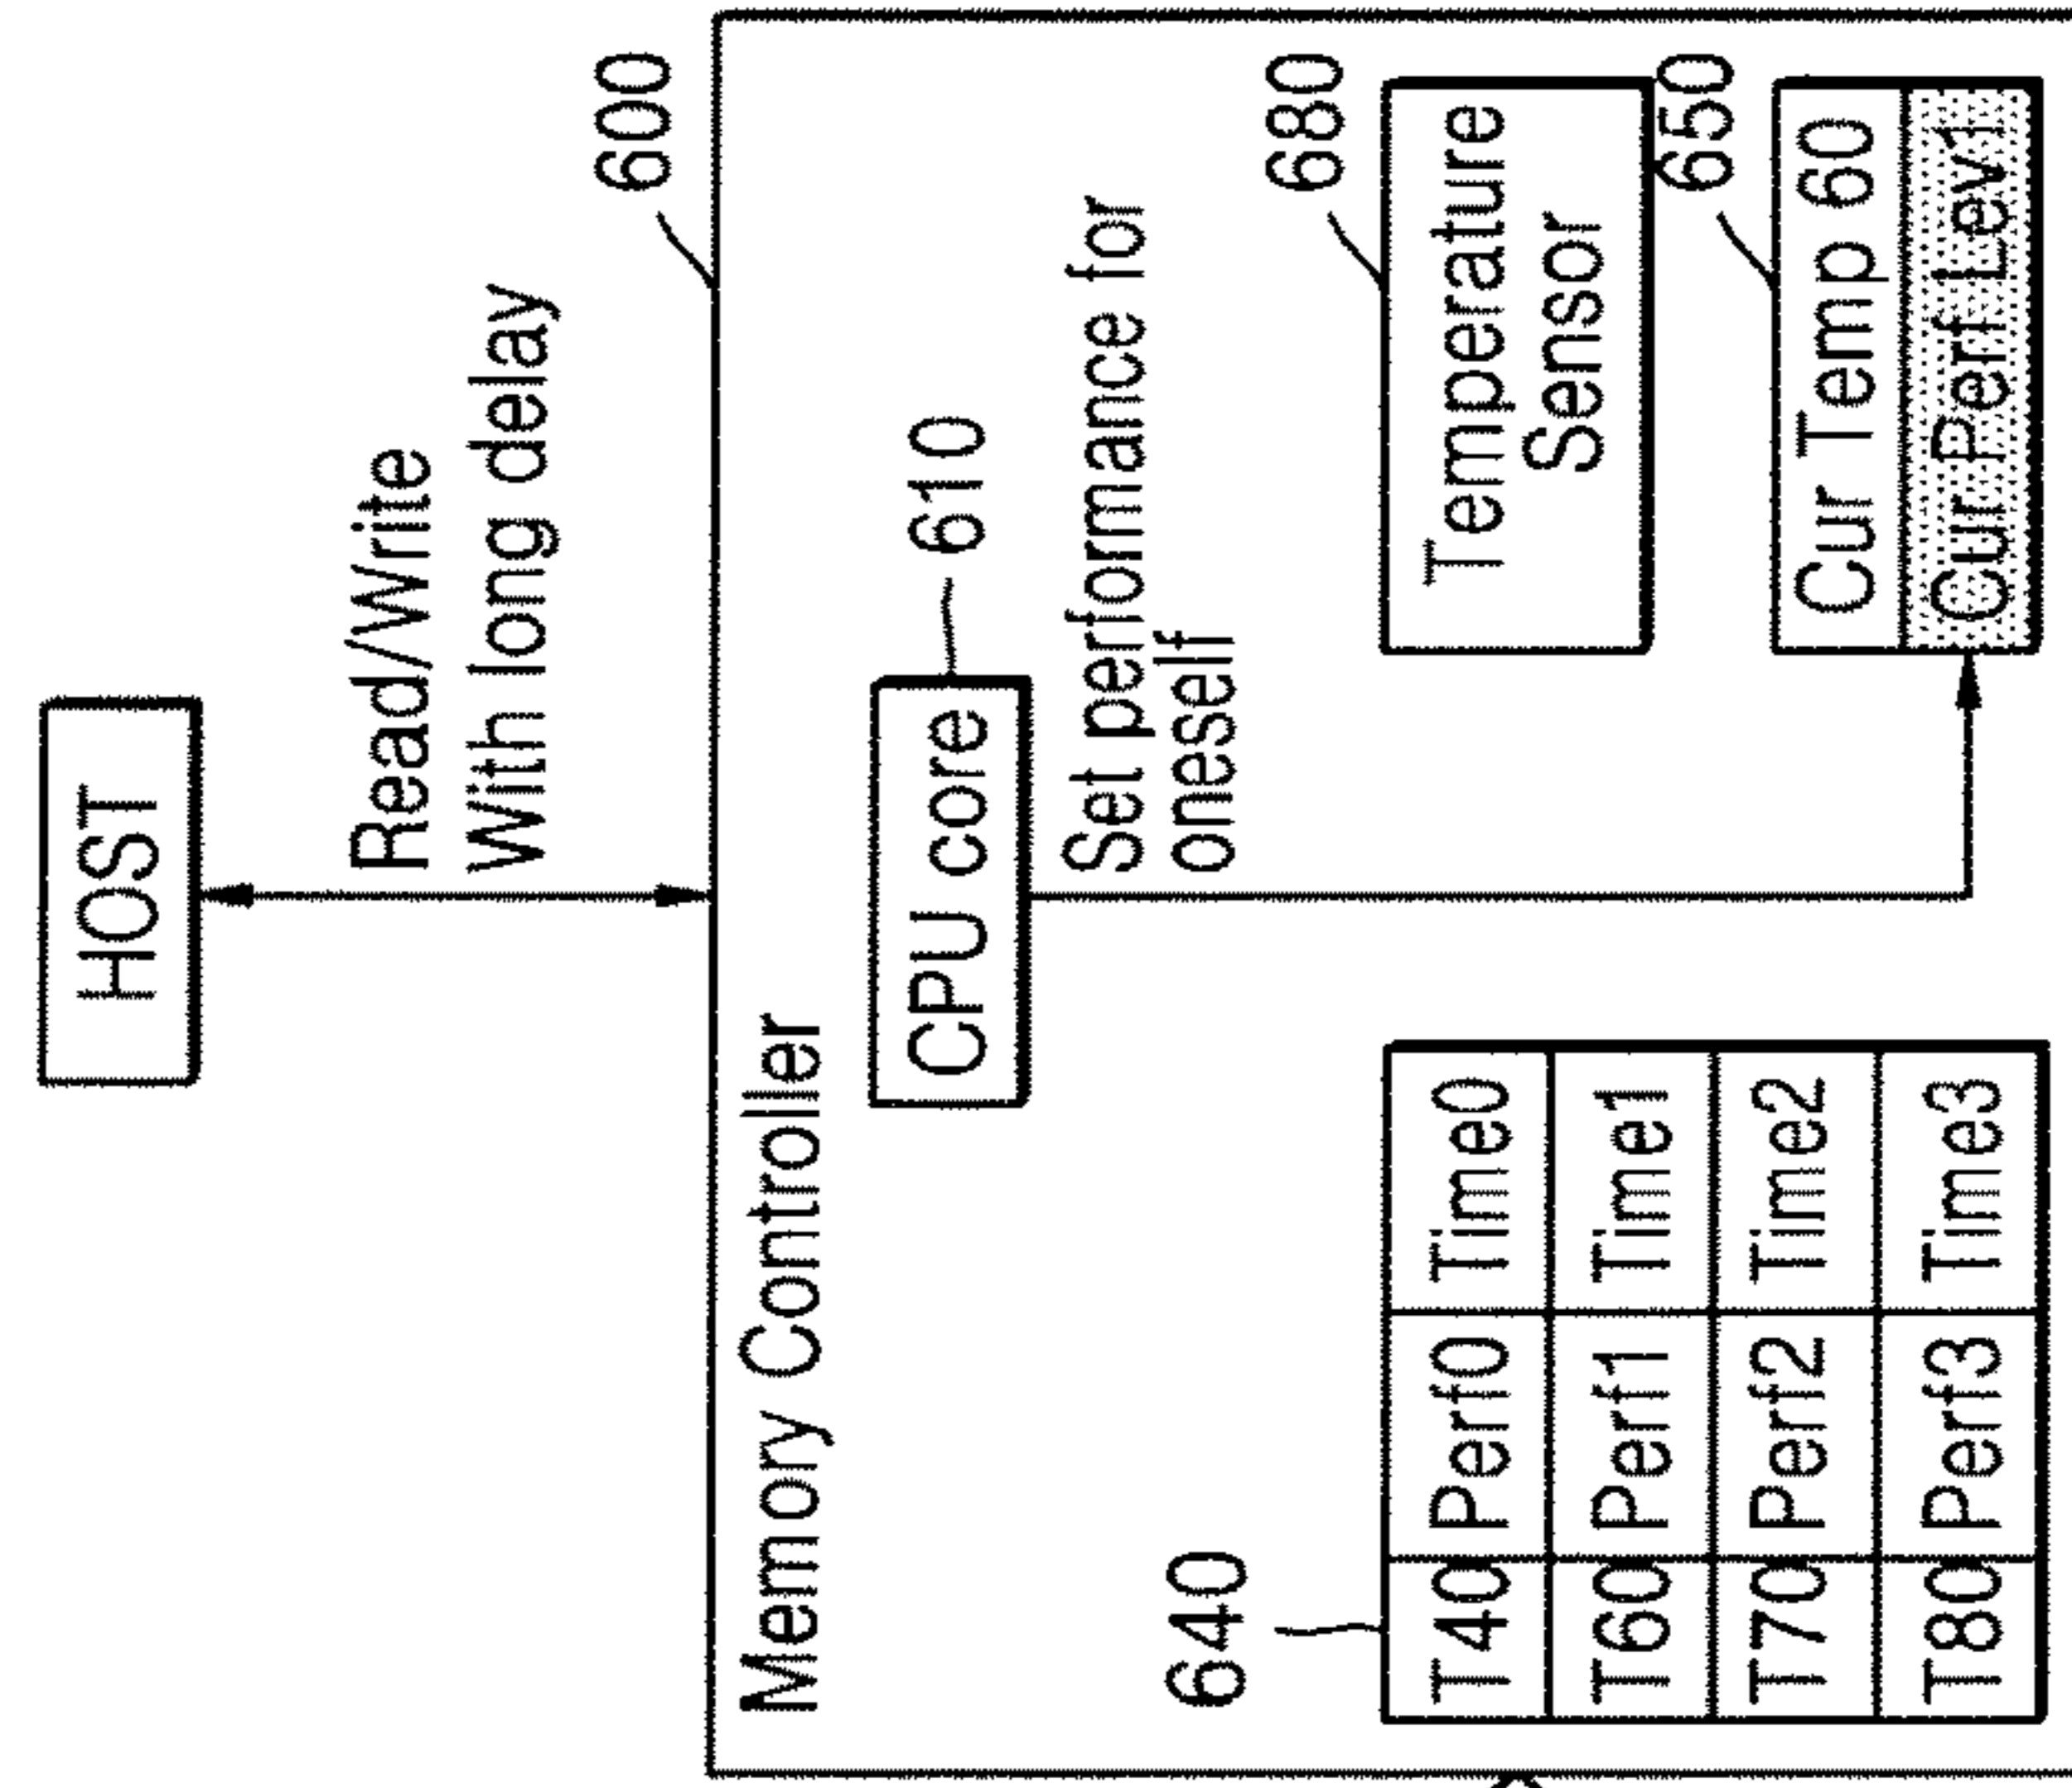 HOST
Read/Write
With long delay
600
Memory Controller
CPU core
610
Set performance for
oneself
640
680
T40 Perf0 Time0
T60 Perf1 Time1
T70 Perf2 Time2
T80 Perf3 Time3
Temperature
Sensor
650
Cur Temp 60
Cur Perf Lev1